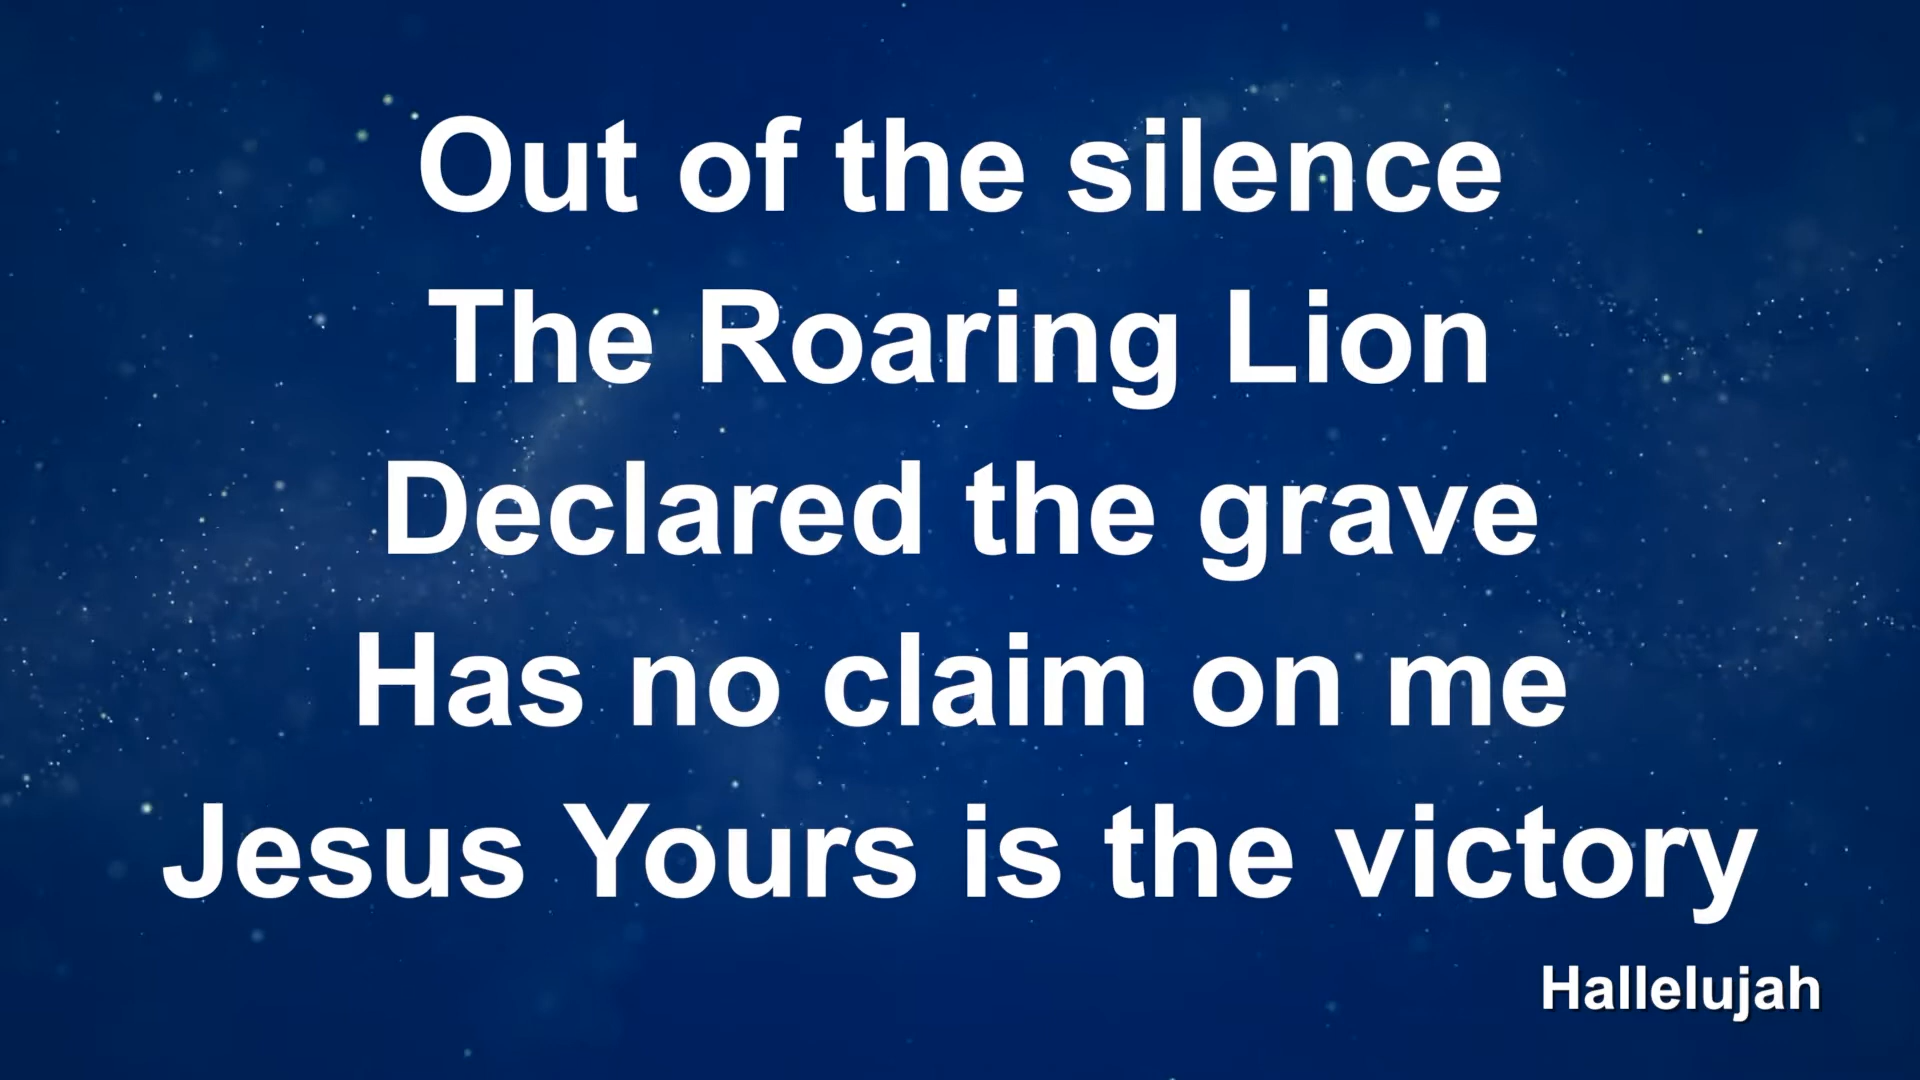 Out of the silence
The Roaring Lion
Declared the grave
Has no claim on me
Jesus Yours is the victory
Hallelujah